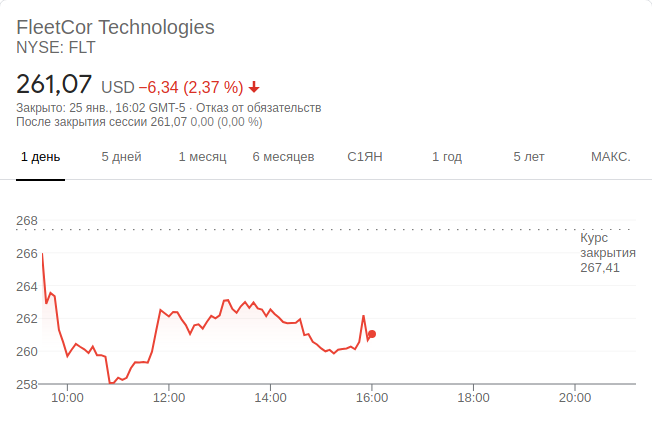 FleetCor Technologies
NYSE: FLT
261,07 USD −6,34 (2,37 %)
Закрыто: 25 янв., 16:02 GMT-5 · Отказ от обязательств
После закрытия сессии 261,07 0,00 (0,00 %)
1 день 5 дней 1 месяц 6 месяцев С1ЯН 1 год 5 лет МАКС.
268
Курс
закрытия
267,41
266
264
262
260
258
10:00 12:00 14:00 16:00 18:00 20:00